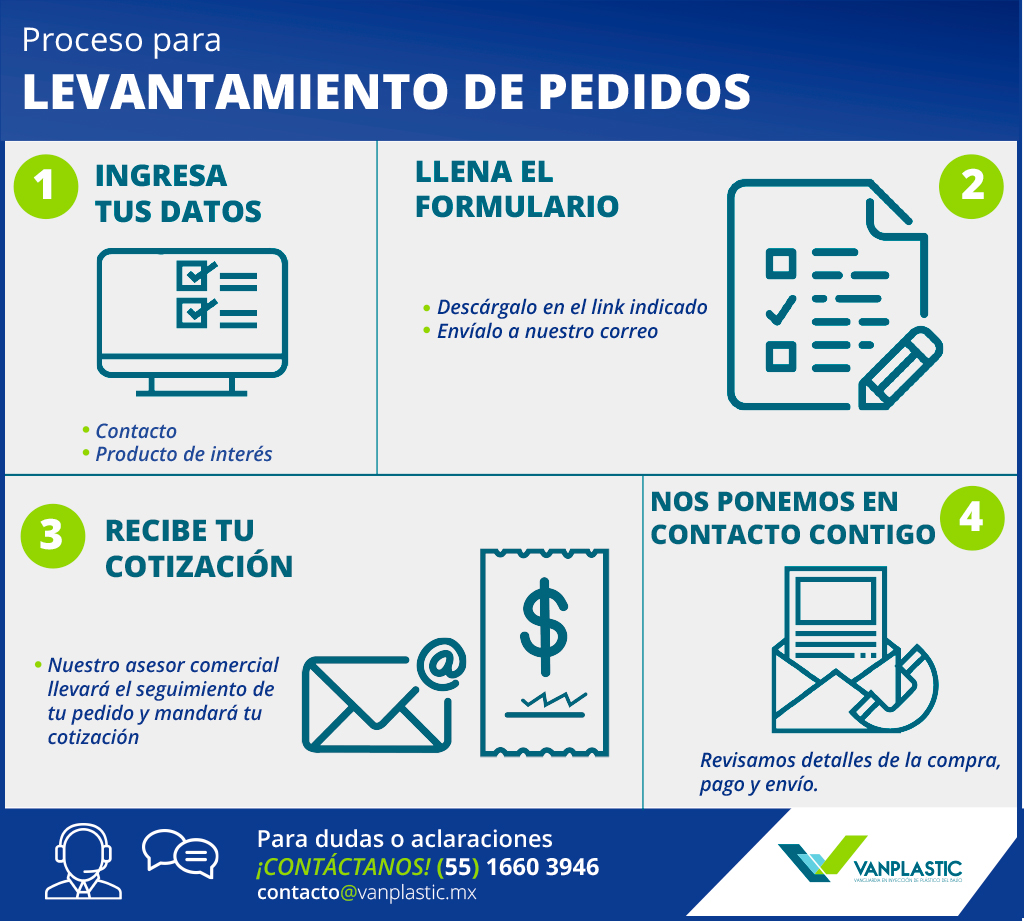 Proceso para
LEVANTAMIENTO DE PEDIDOS
1
INGRESA
TUS DATOS
• Contacto
• Producto de interés
LLENA EL
FORMULARIO
2
• Descárgalo en el link indicado
• Envíalo a nuestro correo
3
RECIBE TU
COTIZACIÓN
• Nuestro asesor comercial
llevará el seguimiento de
tu pedido y mandará tu
cotización
@
$
NOS PONEMOS EN
CONTACTO CONTIGO
4
Revisamos detalles de la compra,
pago y envío.
Para dudas o aclaraciones
¡CONTÁCTANOS! (55) 1660 3946
contacto@vanplastic.mx
VANPLASTIC
VANGUARDIA EN INYECCIÓN DE PLÁSTICO DEL BAJÍO